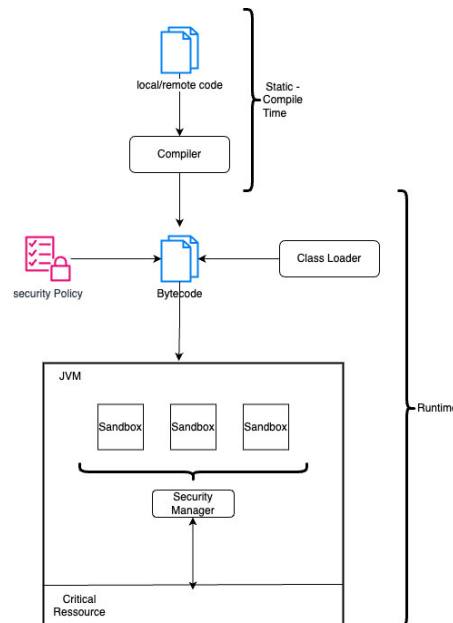 local/remote code
Static -
Compile
Time
Compiler
security Policy
Bytecode
Class Loader
JVM
Sandbox
Sandbox
Sandbox
Security
Manager
Runtime
Critical
Ressource